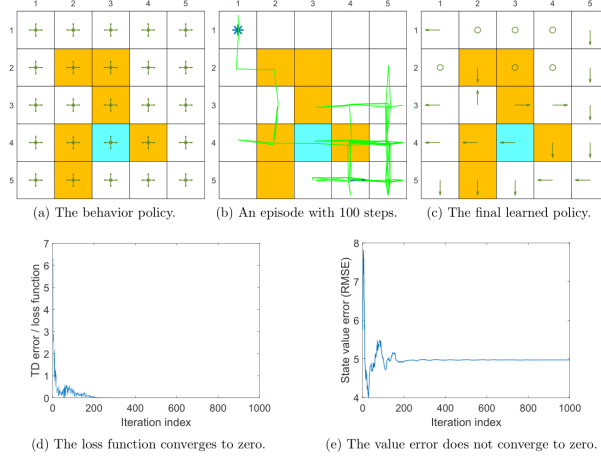 1 2 3 4 5 1 2 3 4 5 1 2 3 4 5
1 1 1
2 2 2
3 3 3
4 4 4
5 5 5
(a) The behavior policy. (b) An episode with 100 steps. (c) The final learned policy.
TD error / loss function
7
6
5
4
3
2
1
0
0 200 400 600 800 1000
Iteration index
(d) The loss function converges to zero.
State value error (RMSE)
8
7
6
5
4
0 200 400 600 800 1000
Iteration index
(e) The value error does not converge to zero.